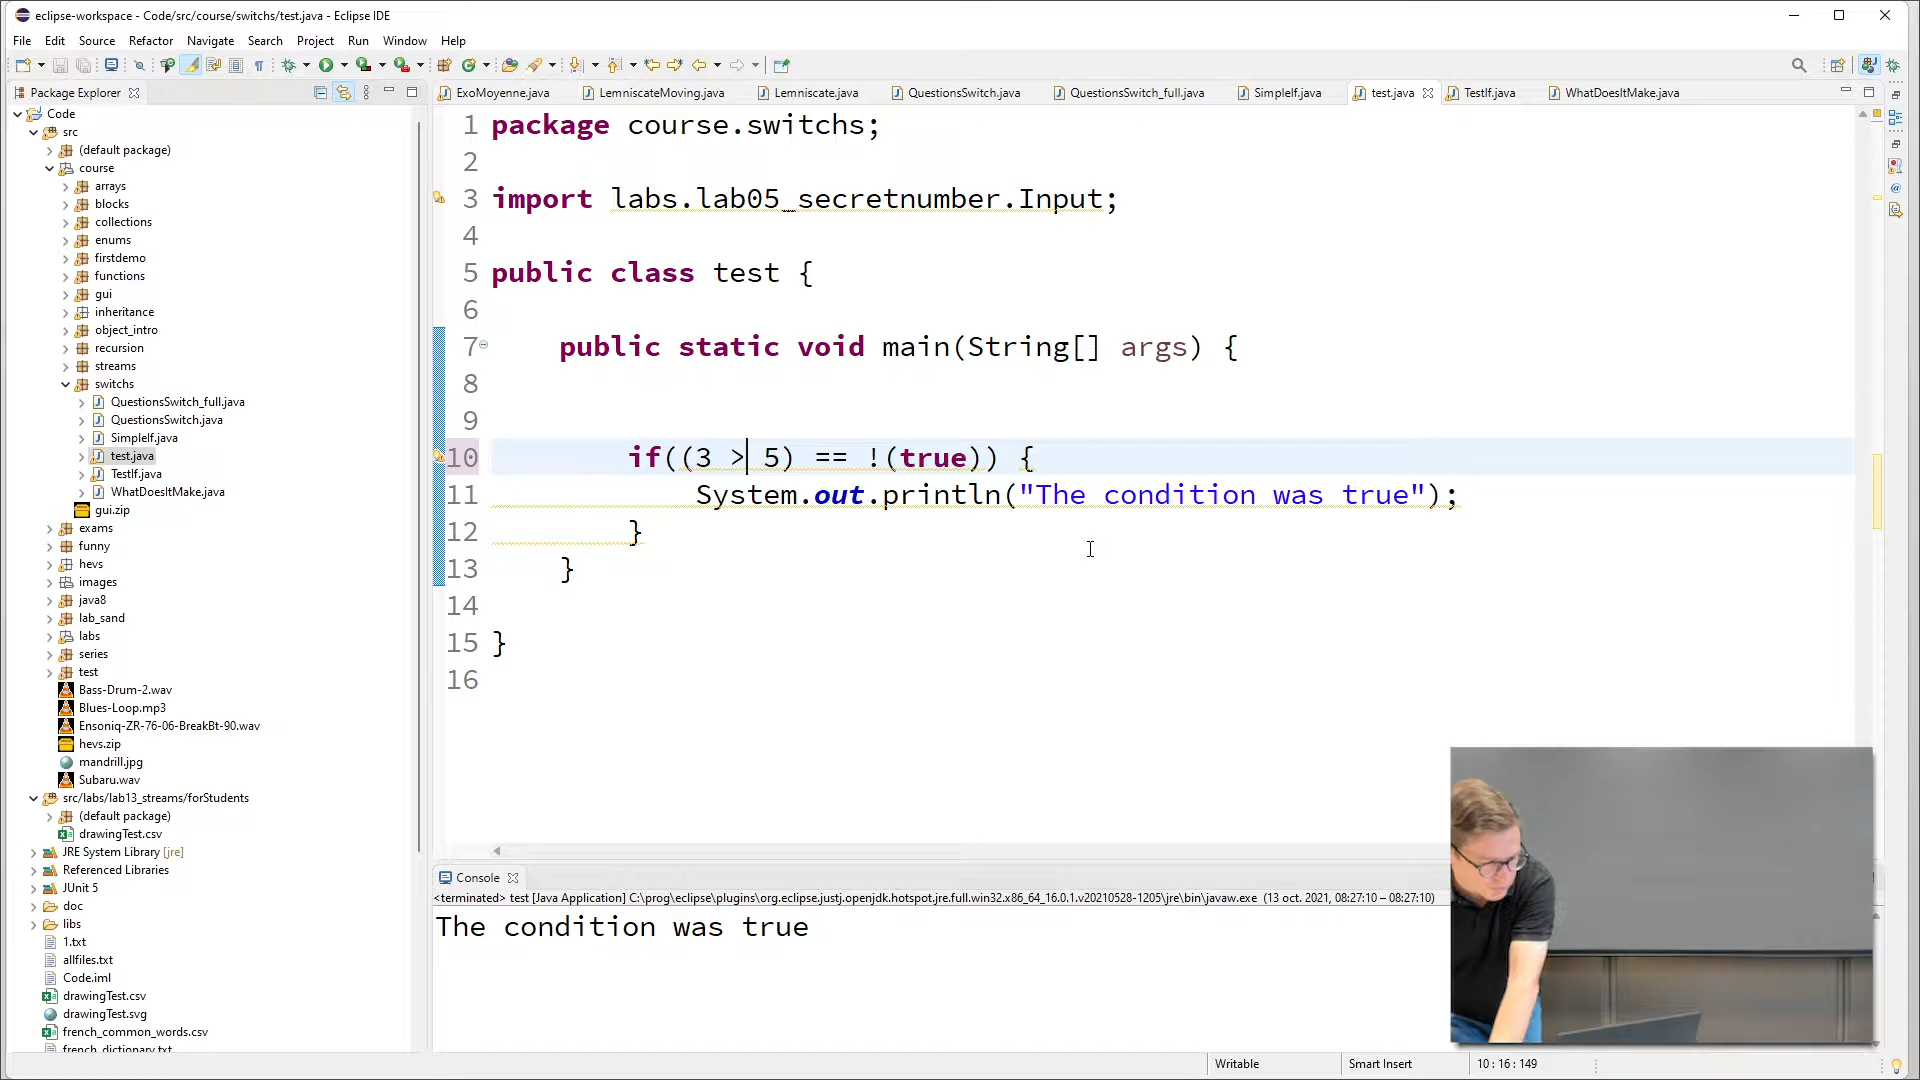 eclipse-workspace - Code/src/course/switchs/test.java - Eclipse IDE
File Edit Source Refactor Navigate Search Project Run Window Help
Package Explorer
ExoMoyenne.java LemniscateMoving.java Lemniscate.java QuestionsSwitch.java QuestionsSwitch_full.java SimpleIf.java test.java TestIf.java WhatDoesItMake.java
Code
src
(default package)
course
arrays
blocks
collections
enums
firstdemo
functions
gui
inheritance
object_intro
recursion
streams
switchs
QuestionsSwitch_full.java
QuestionsSwitch.java
SimpleIf.java
test.java
TestIf.java
WhatDoesItMake.java
gui.zip
exams
funny
hevs
images
java8
lab_sand
labs
series
test
Bass-Drum-2.wav
Blues-Loop.mp3
Ensoniq-ZR-76-06-BreakBt-90.wav
hevs.zip
mandrill.jpg
Subaru.wav
src/labs/lab13_streams/forStudents
(default package)
drawingTest.csv
JRE System Library [jre]
Referenced Libraries
JUnit 5
doc
libs
1.txt
allfiles.txt
Code.iml
drawingTest.csv
drawingTest.svg
french_common_words.csv
french_dictionary.txt
1 package course.switchs;
2
3 import labs.lab05_secretnumber.Input;
4
5 public class test {
6
7 public static void main(String[] args) {
8
9
10 if((3 > 5) == !(true)) {
11 System.out.println("The condition was true");
12 }
13 }
14
15 }
16
Console
<terminated> test [Java Application] C:\prog\eclipse\plugins\org.eclipse.justj.openjdk.hotspot.jre.full.win32.x86_64_16.0.1.v20210528-1205\jre\bin\javaw.exe (13 oct. 2021, 08:27:10 – 08:27:10)
The condition was true
Writable Smart Insert 10 : 16 : 149